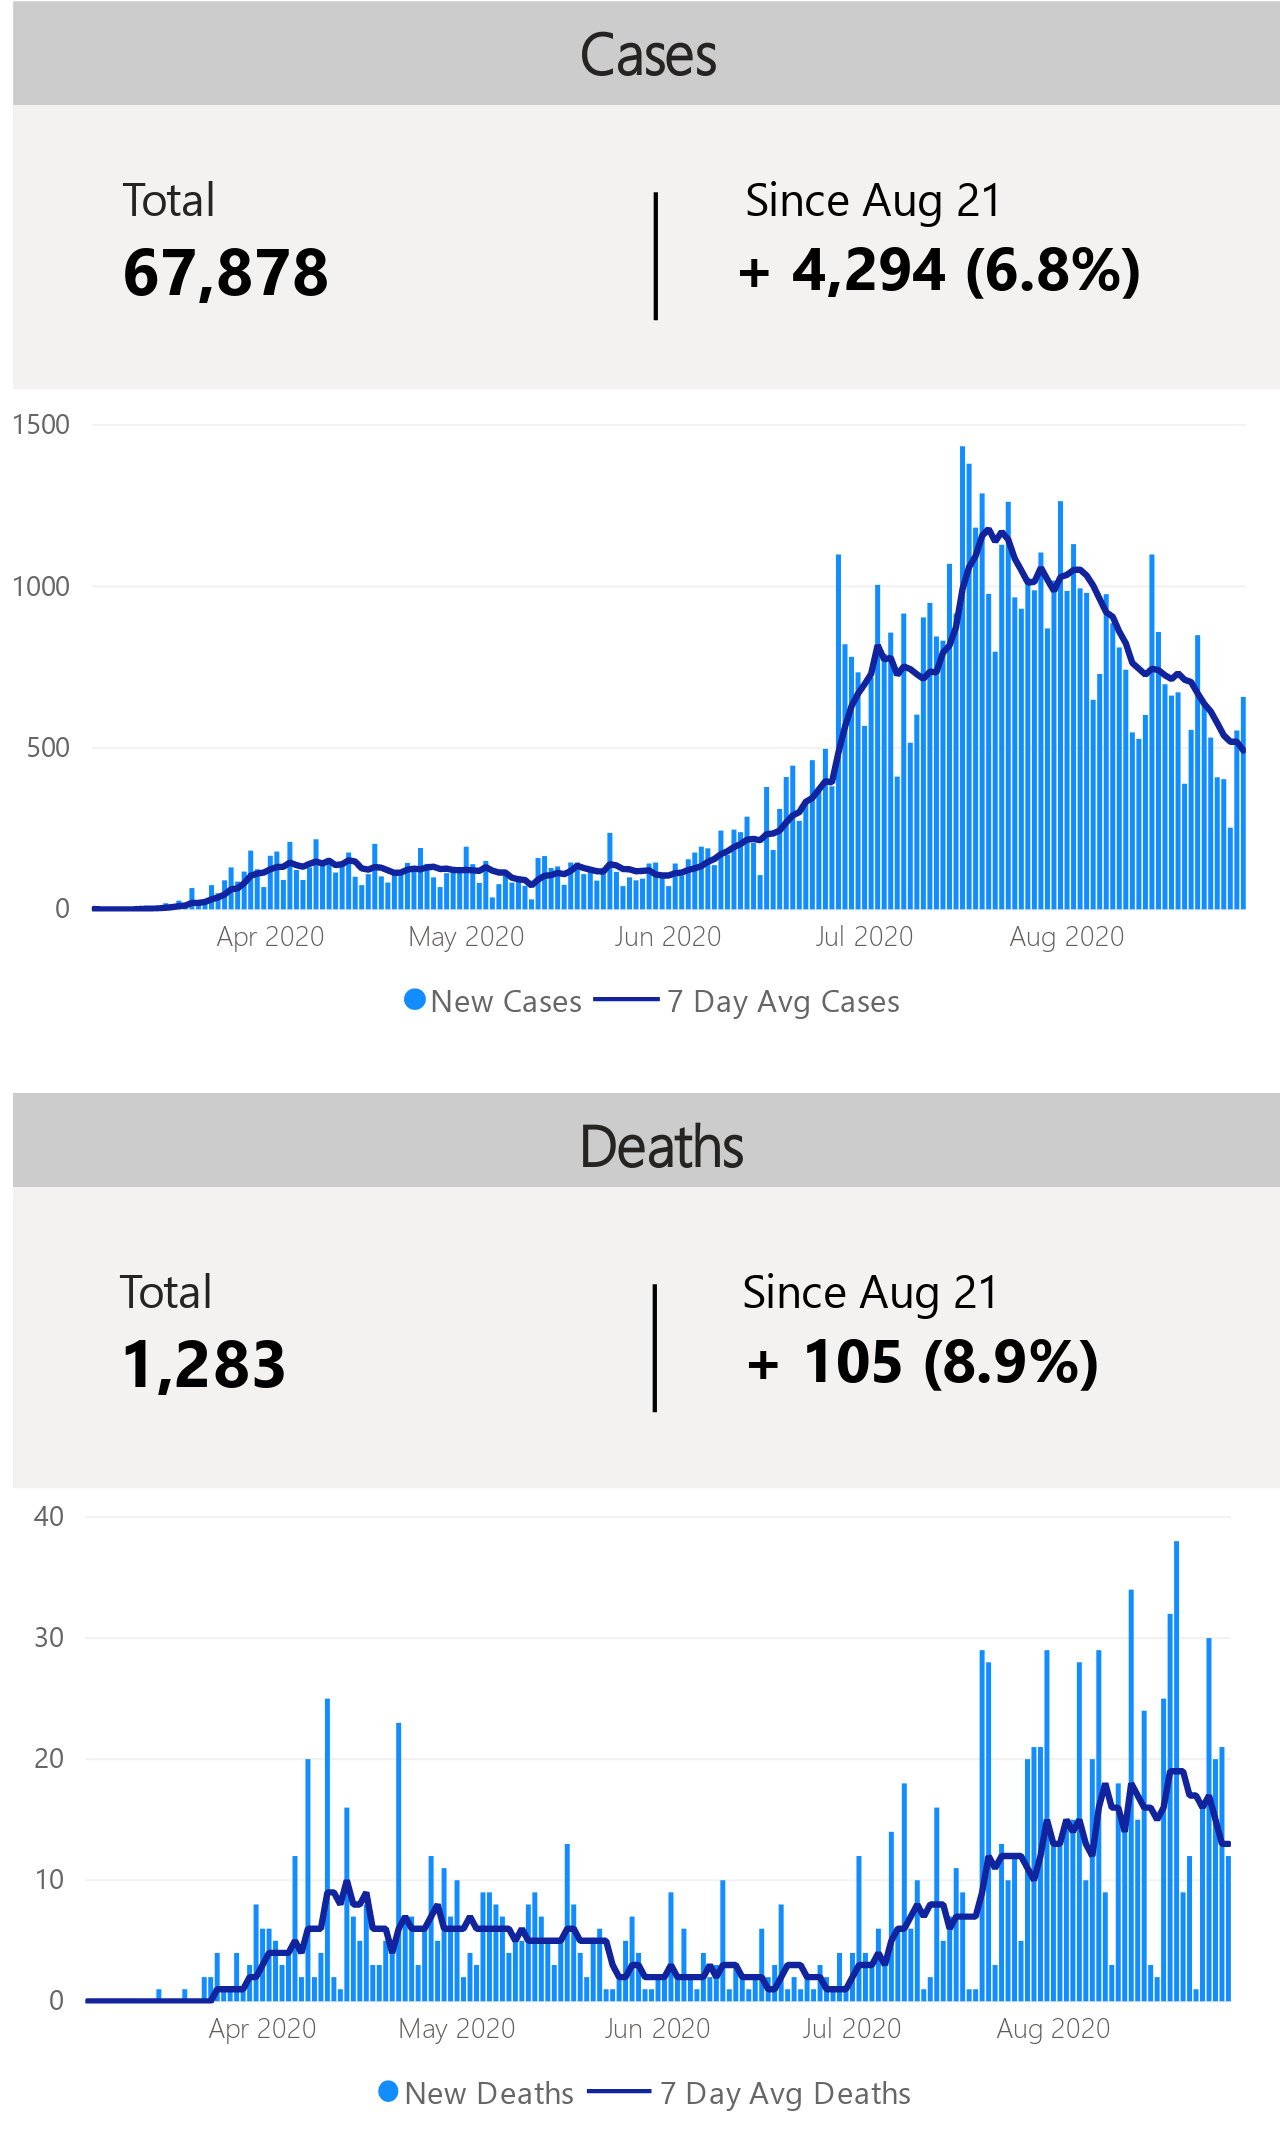 Cases
Total
Since Aug 21
67,878
+ 4,294 (6.8%)
1500
1000
500
0
Apr 2020
May 2020
Jun 2020
Jul 2020
Aug 2020
New Cases
7 Day Avg Cases
Deaths
Total
Since Aug 21
1,283
+ 105 (8.9%)
40
30
20
10
0
Apr 2020
May 2020
Jun 2020
Jul 2020
Aug 2020
New Deaths
7 Day Avg Deaths